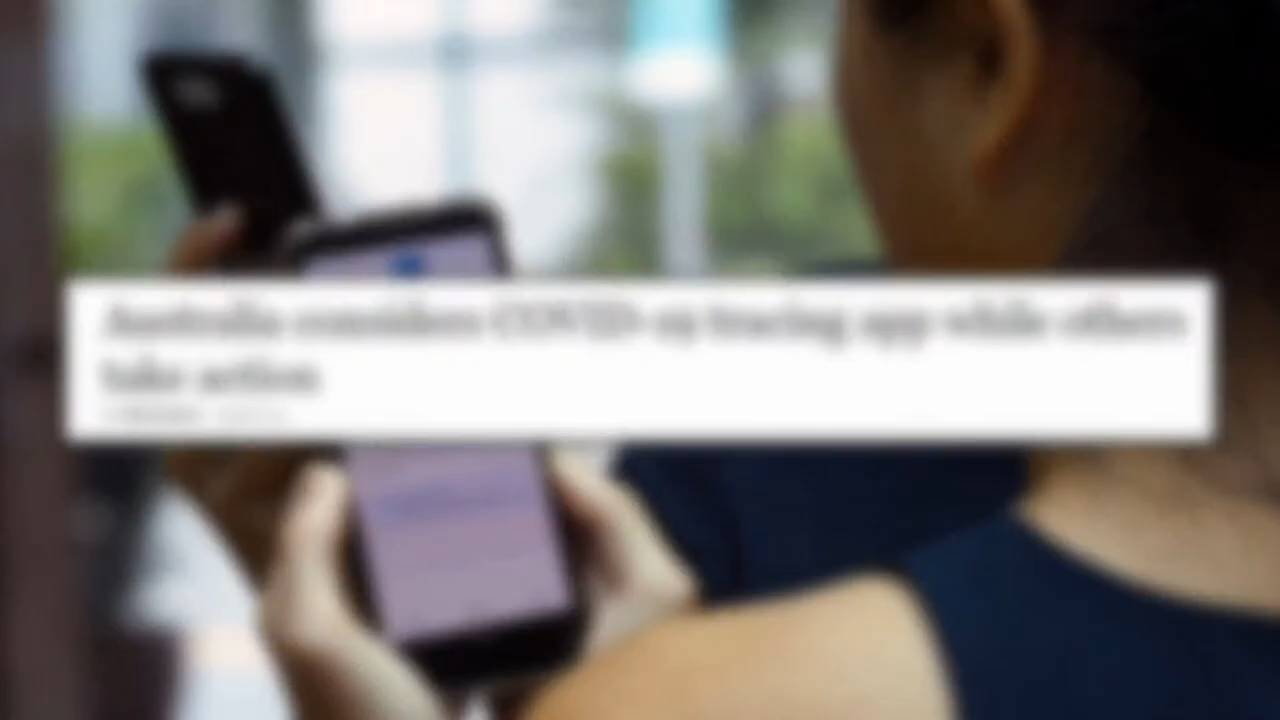 Australia considers COVID-19 tracing app while others
take action